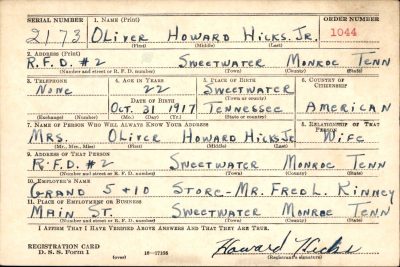 SERIAL NUMBER 1. NAME (Print) ORDER NUMBER
2173 OLIVER HOWARD HICKS. JR. 1044
(First) (Middle) (Last)
2. ADDRESS (Print)
R.F.D. #2 SWEETWATER MONROE TENN
(Number and street or R. F. D. number) (Town) (County) (State)
3. TELEPHONE 4. AGE IN YEARS 5. PLACE OF BIRTH 6. COUNTRY OF CITIZENSHIP
NONE 22 SWEETWATER
DATE OF BIRTH (Town or county)
OCT. 31 1917 TENNESSEE AMERICAN
(Exchange) (Number) (Mo.) (Day) (Yr.) (State or country)
7. NAME OF PERSON WHO WILL ALWAYS KNOW YOUR ADDRESS 8. RELATIONSHIP OF THAT PERSON
MRS. OLIVER HOWARD HICKS JR WIFE
(Mr., Mrs., Miss) (First) (Middle) (Last)
9. ADDRESS OF THAT PERSON
R.F.D. #2 SWEETWATER MONROE TENN
(Number and street or R. F. D. number) (Town) (County) (State)
10. EMPLOYER'S NAME
GRAND 5 & 10 STORE - MR. FRED L. KINNEY
11. PLACE OF EMPLOYMENT OR BUSINESS
MAIN ST. SWEETWATER MONROE TENN
(Number and street or R. F. D. number) (Town) (County) (State)
I AFFIRM THAT I HAVE VERIFIED ABOVE ANSWERS AND THAT THEY ARE TRUE.
REGISTRATION CARD
D. S. S. Form 1 (over) 16—17105 Howard Hicks
(Registrant's signature)